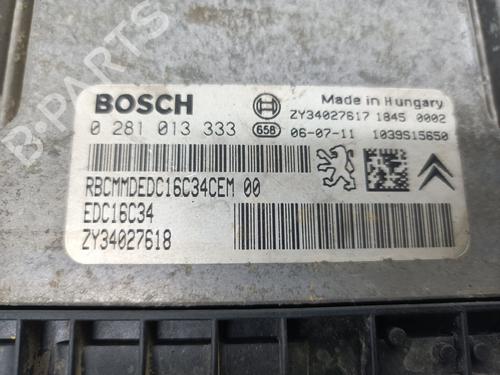 B-PARTS
BOSCH
Made in Hungary
ZY34027617 1845 0002
0 281 013 333 658 06-07-11 1039S15650
RBCMMDEDC16C34CEM 00
EDC16C34
ZY34027618